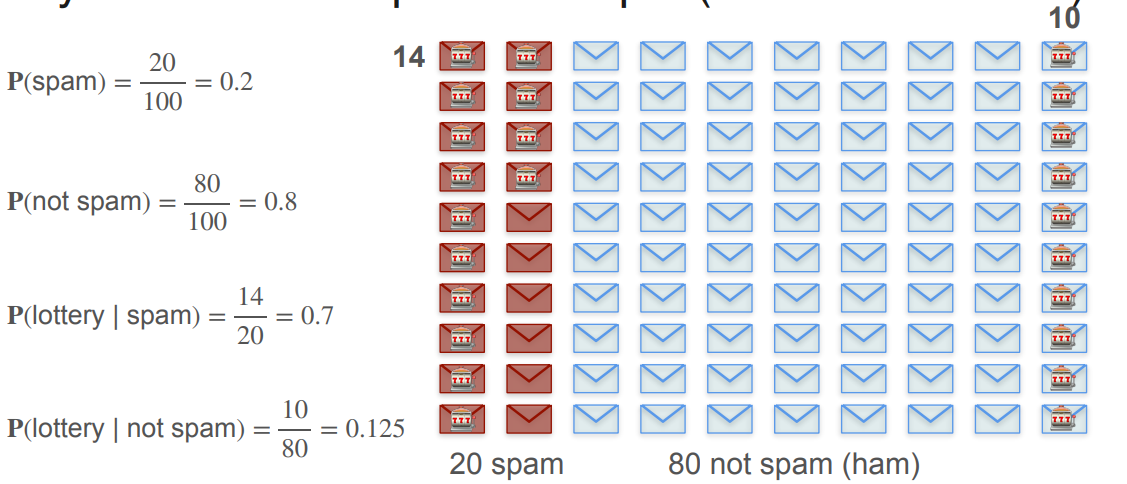 10
14
P(spam) = 20/100 = 0.2
P(not spam) = 80/100 = 0.8
P(lottery | spam) = 14/20 = 0.7
P(lottery | not spam) = 10/80 = 0.125
20 spam
80 not spam (ham)